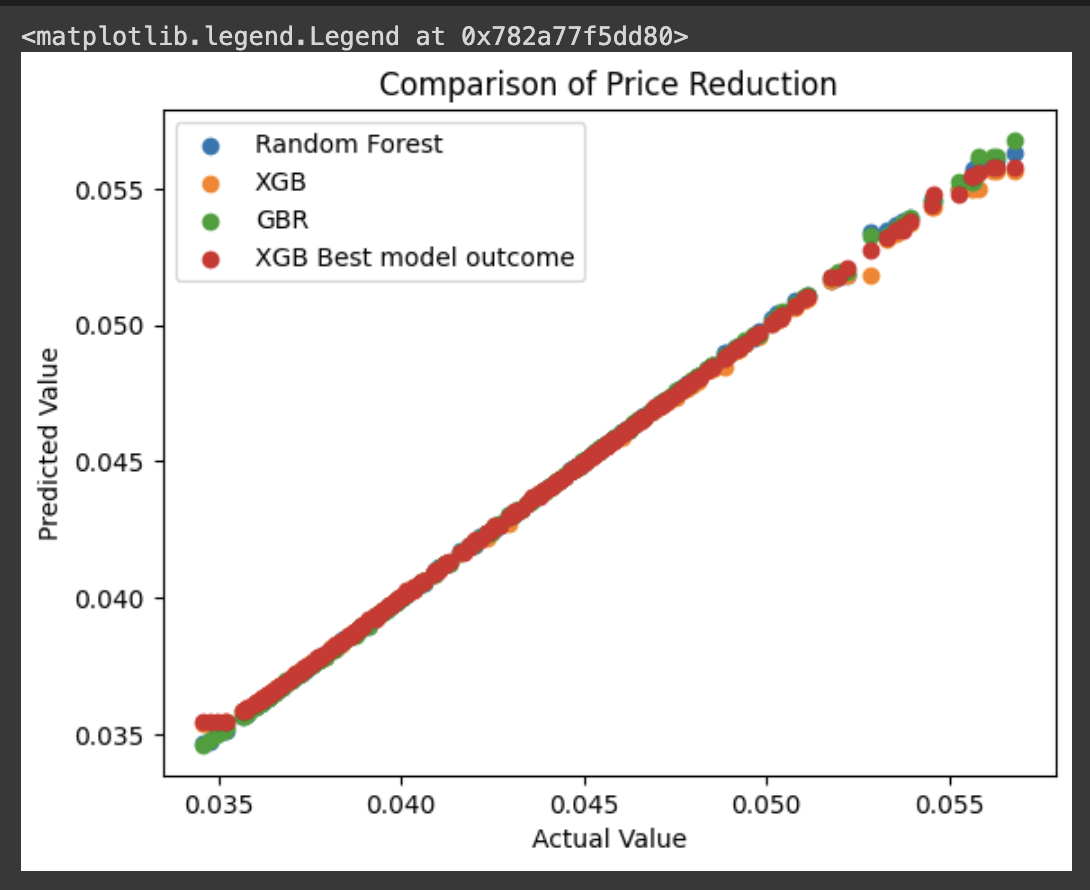 <matplotlib.legend.Legend at 0x782a77f5dd80>
Comparison of Price Reduction
Random Forest
XGB
GBR
XGB Best model outcome
Predicted Value
0.055
0.050
0.045
0.040
0.035
0.035 0.040 0.045 0.050 0.055
Actual Value